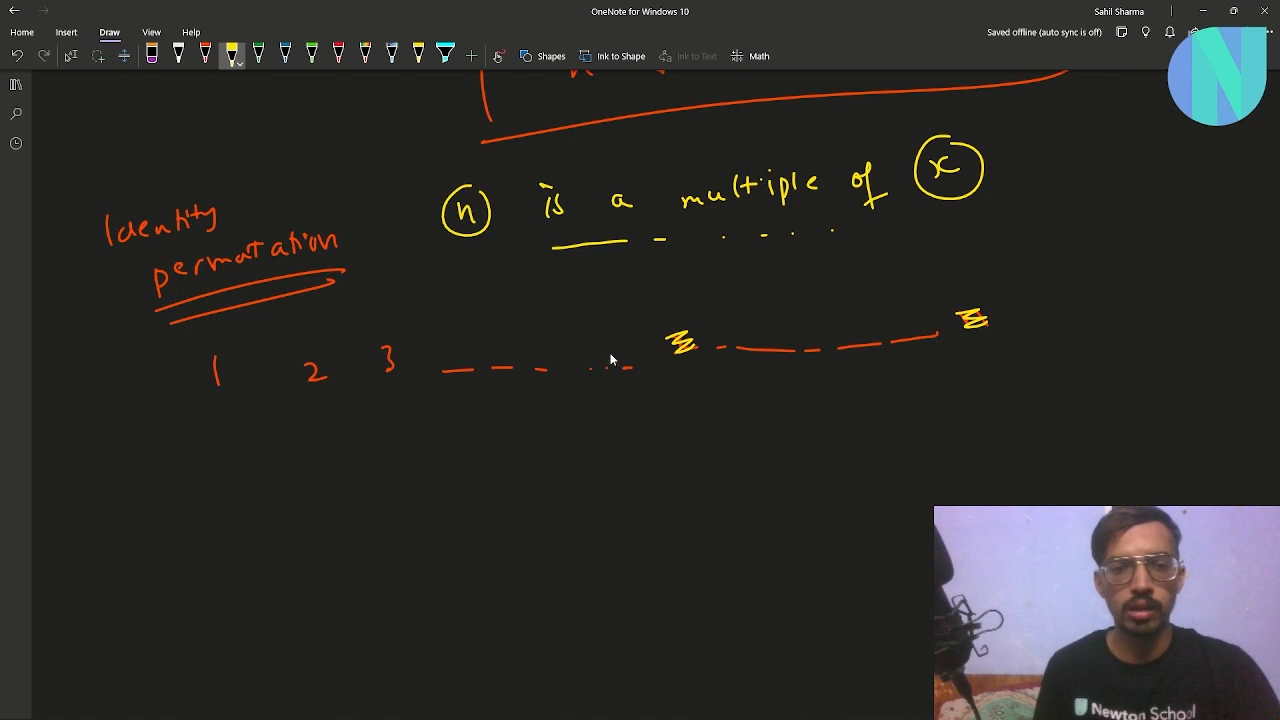 OneNote for Windows 10
Sahil Sharma
Home Insert Draw View Help
Saved offline (auto sync is off)
Shapes Ink to Shape Ink to Text Math
n is a multiple of x
Identity
permutation
1 2 3
Newton School